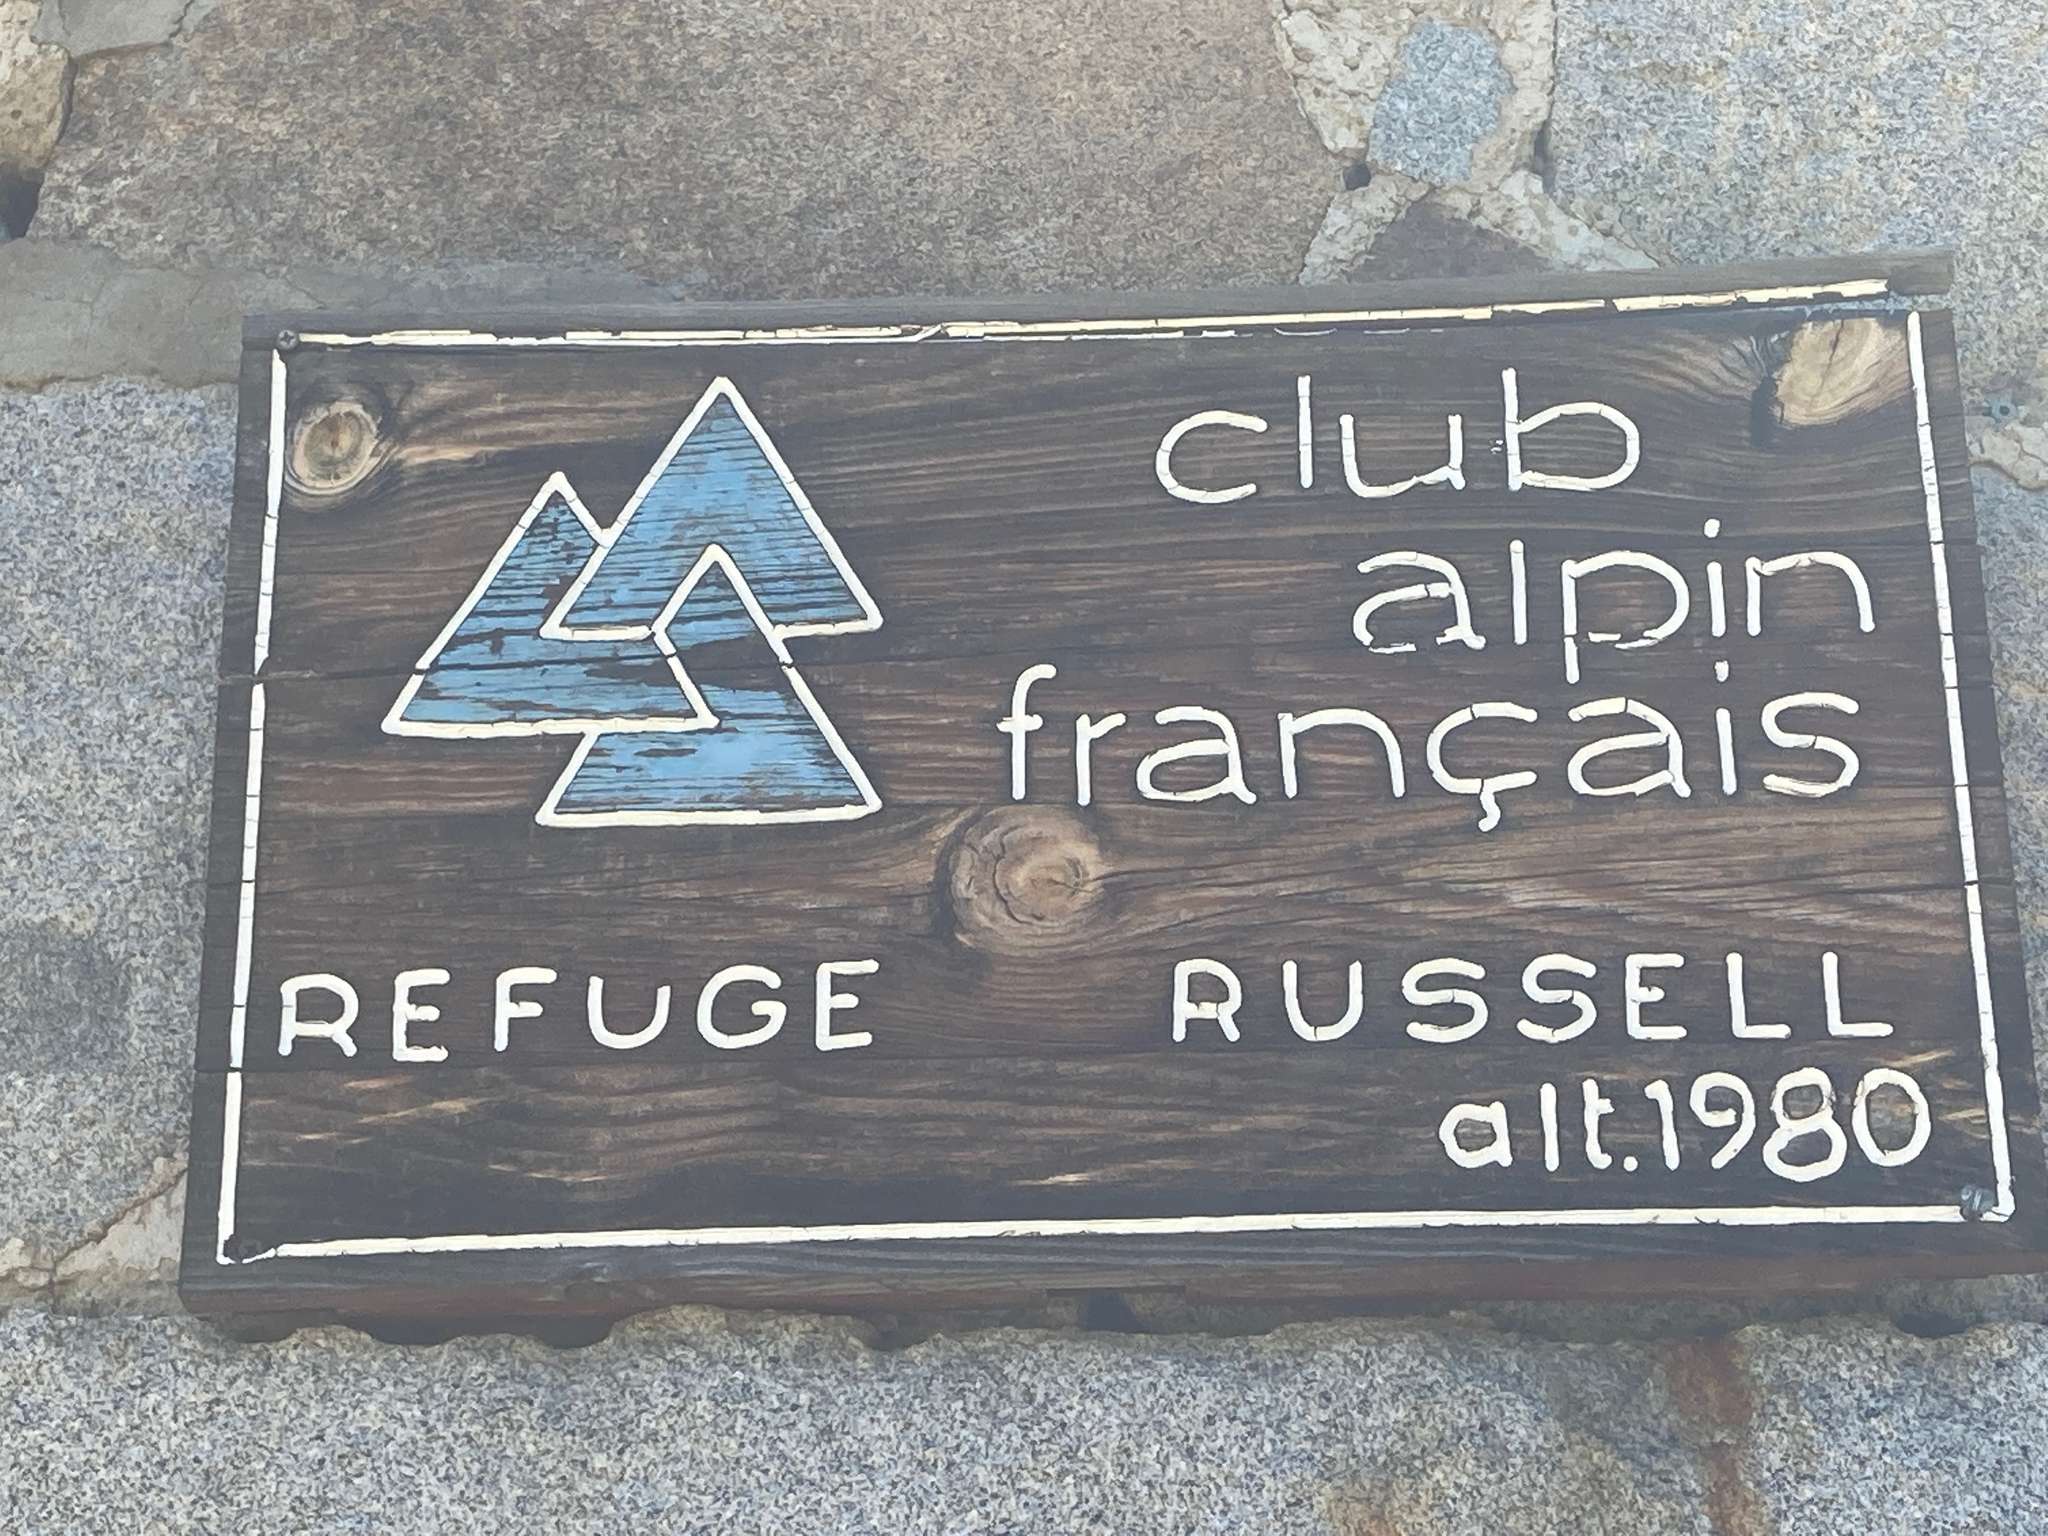 club
alpin
français
REFUGE RUSSELL
alt.1980